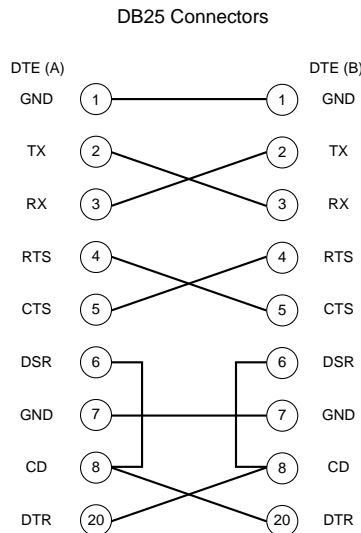 DB25 Connectors
DTE (A) DTE (B)
GND 1 1 GND
TX 2 2 TX
RX 3 3 RX
RTS 4 4 RTS
CTS 5 5 CTS
DSR 6 6 DSR
GND 7 7 GND
CD 8 8 CD
DTR 20 20 DTR